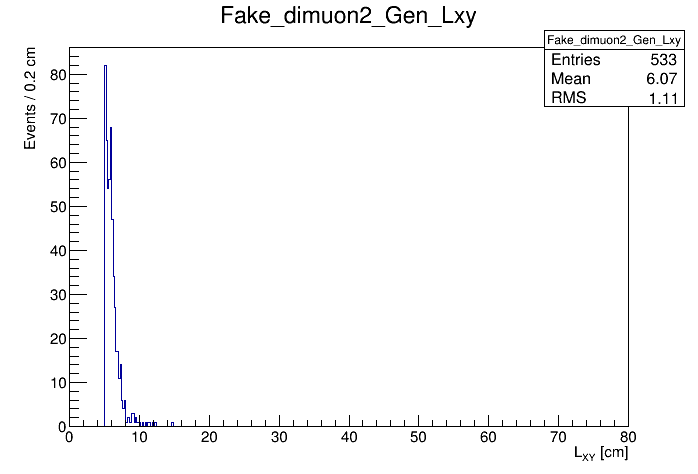 Fake_dimuon2_Gen_Lxy
Fake_dimuon2_Gen_Lxy
Entries 533
Mean 6.07
RMS 1.11
Events / 0.2 cm
80
70
60
50
40
30
20
10
0
0 10 20 30 40 50 60 70 80
LXY [cm]